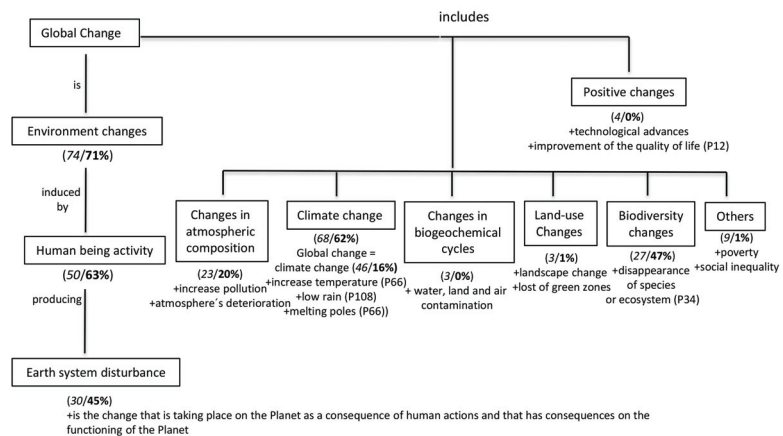 includes
Global Change
is
Positive changes
(4/0%)
+technological advances
+improvement of the quality of life (P12)
Environment changes
(74/71%)
induced
by
Human being activity
(50/63%)
producing
Changes in
atmospheric
composition
(23/20%)
+increase pollution
+atmosphere´s deterioration
Climate change
(68/62%)
Global change =
climate change (46/16%)
+increase temperature (P66)
+low rain (P108)
+melting poles (P66))
Changes in
biogeochemical
cycles
(3/0%)
+ water, land and air
contamination
Land-use
Changes
(3/1%)
+landscape change
+lost of green zones
Biodiversity
changes
(27/47%)
+disappearance
of species
or ecosystem (P34)
Others
(9/1%)
+poverty
+social inequality
Earth system disturbance
(30/45%)
+is the change that is taking place on the Planet as a consequence of human actions and that has consequences on the
functioning of the Planet